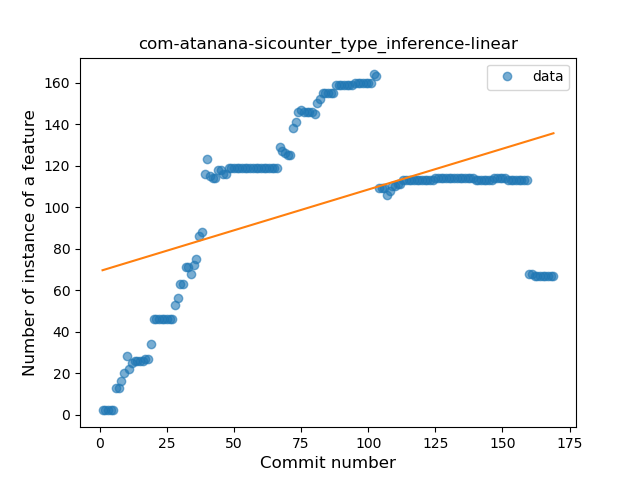 com-atanana-sicounter_type_inference-linear
data
Number of instance of a feature
160
140
120
100
80
60
40
20
0
0 25 50 75 100 125 150 175
Commit number